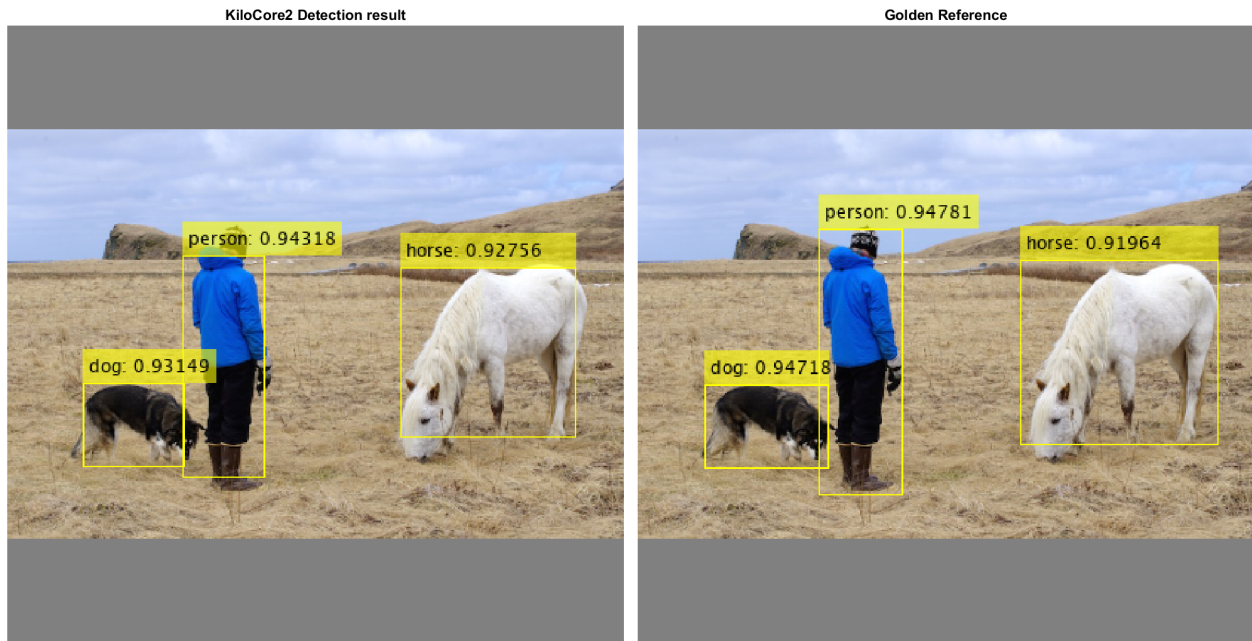 KiloCore2 Detection result
person: 0.94318
horse: 0.92756
dog: 0.93149
Golden Reference
person: 0.94781
horse: 0.91964
dog: 0.94718